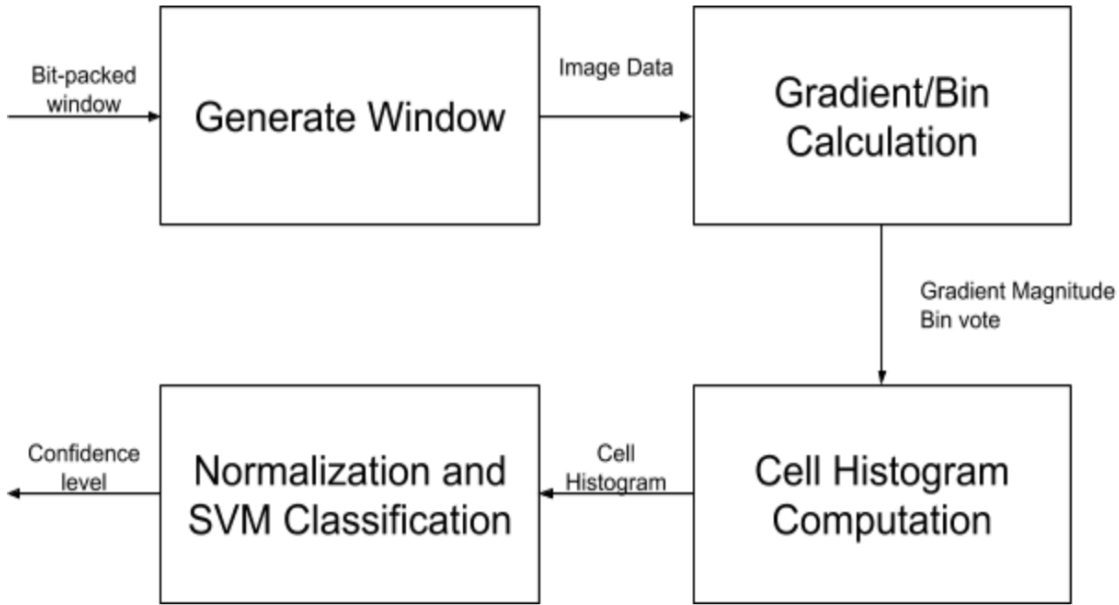 Bit-packed
window
Generate Window
Image Data
Gradient/Bin
Calculation
Gradient Magnitude
Bin vote
Cell Histogram
Computation
Cell
Histogram
Normalization and
SVM Classification
Confidence
level